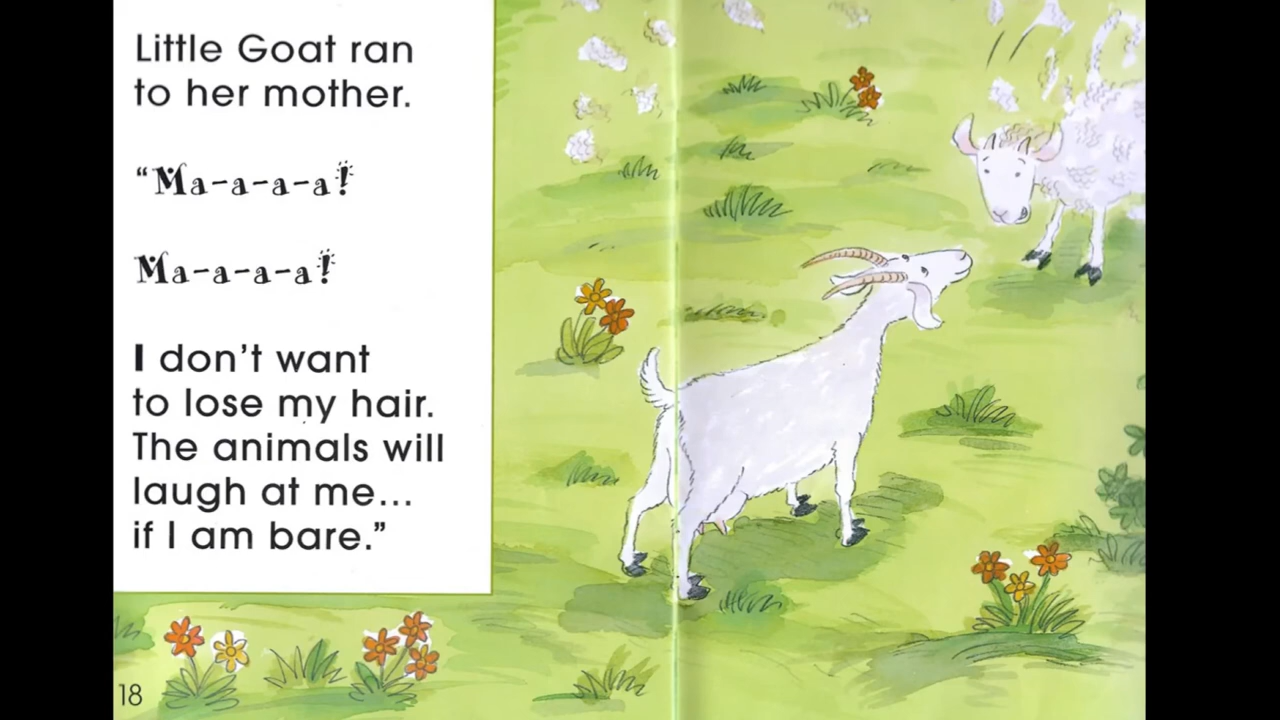 Little Goat ran
to her mother.
“Ma-a-a-a!
Ma-a-a-a!
I don’t want
to lose my hair.
The animals will
laugh at me...
if I am bare.”
18